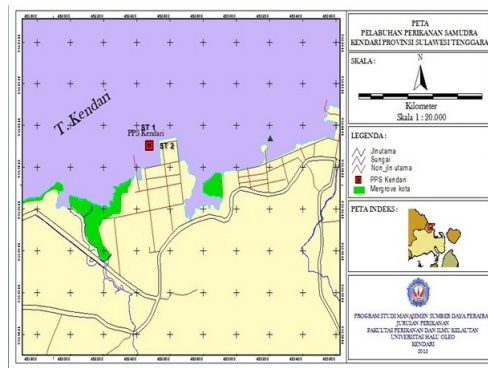 T. Kendari
ST 1
PPS Kendari
ST 2
PETA
PELABUHAN PERIKANAN SAMUDRA
KENDARI PROVINSI SULAWESI TENGGARA
SKALA :
N
Kilometer
Skala 1 : 20.000
LEGENDA :
Jln utama
Sungai
Non_jln utama
PPS Kendari
Mergrove kota
PETA INDEKS :
PROGRAM STUDI MANAJEMEN SUMBER DAYA PERAIRA
JURUSAN PERIKANAN
FAKULTAS PERIKANAN DAN ILMU KELAUTAN
UNIVERSITAS HALU OLEO
KENDARI
2013